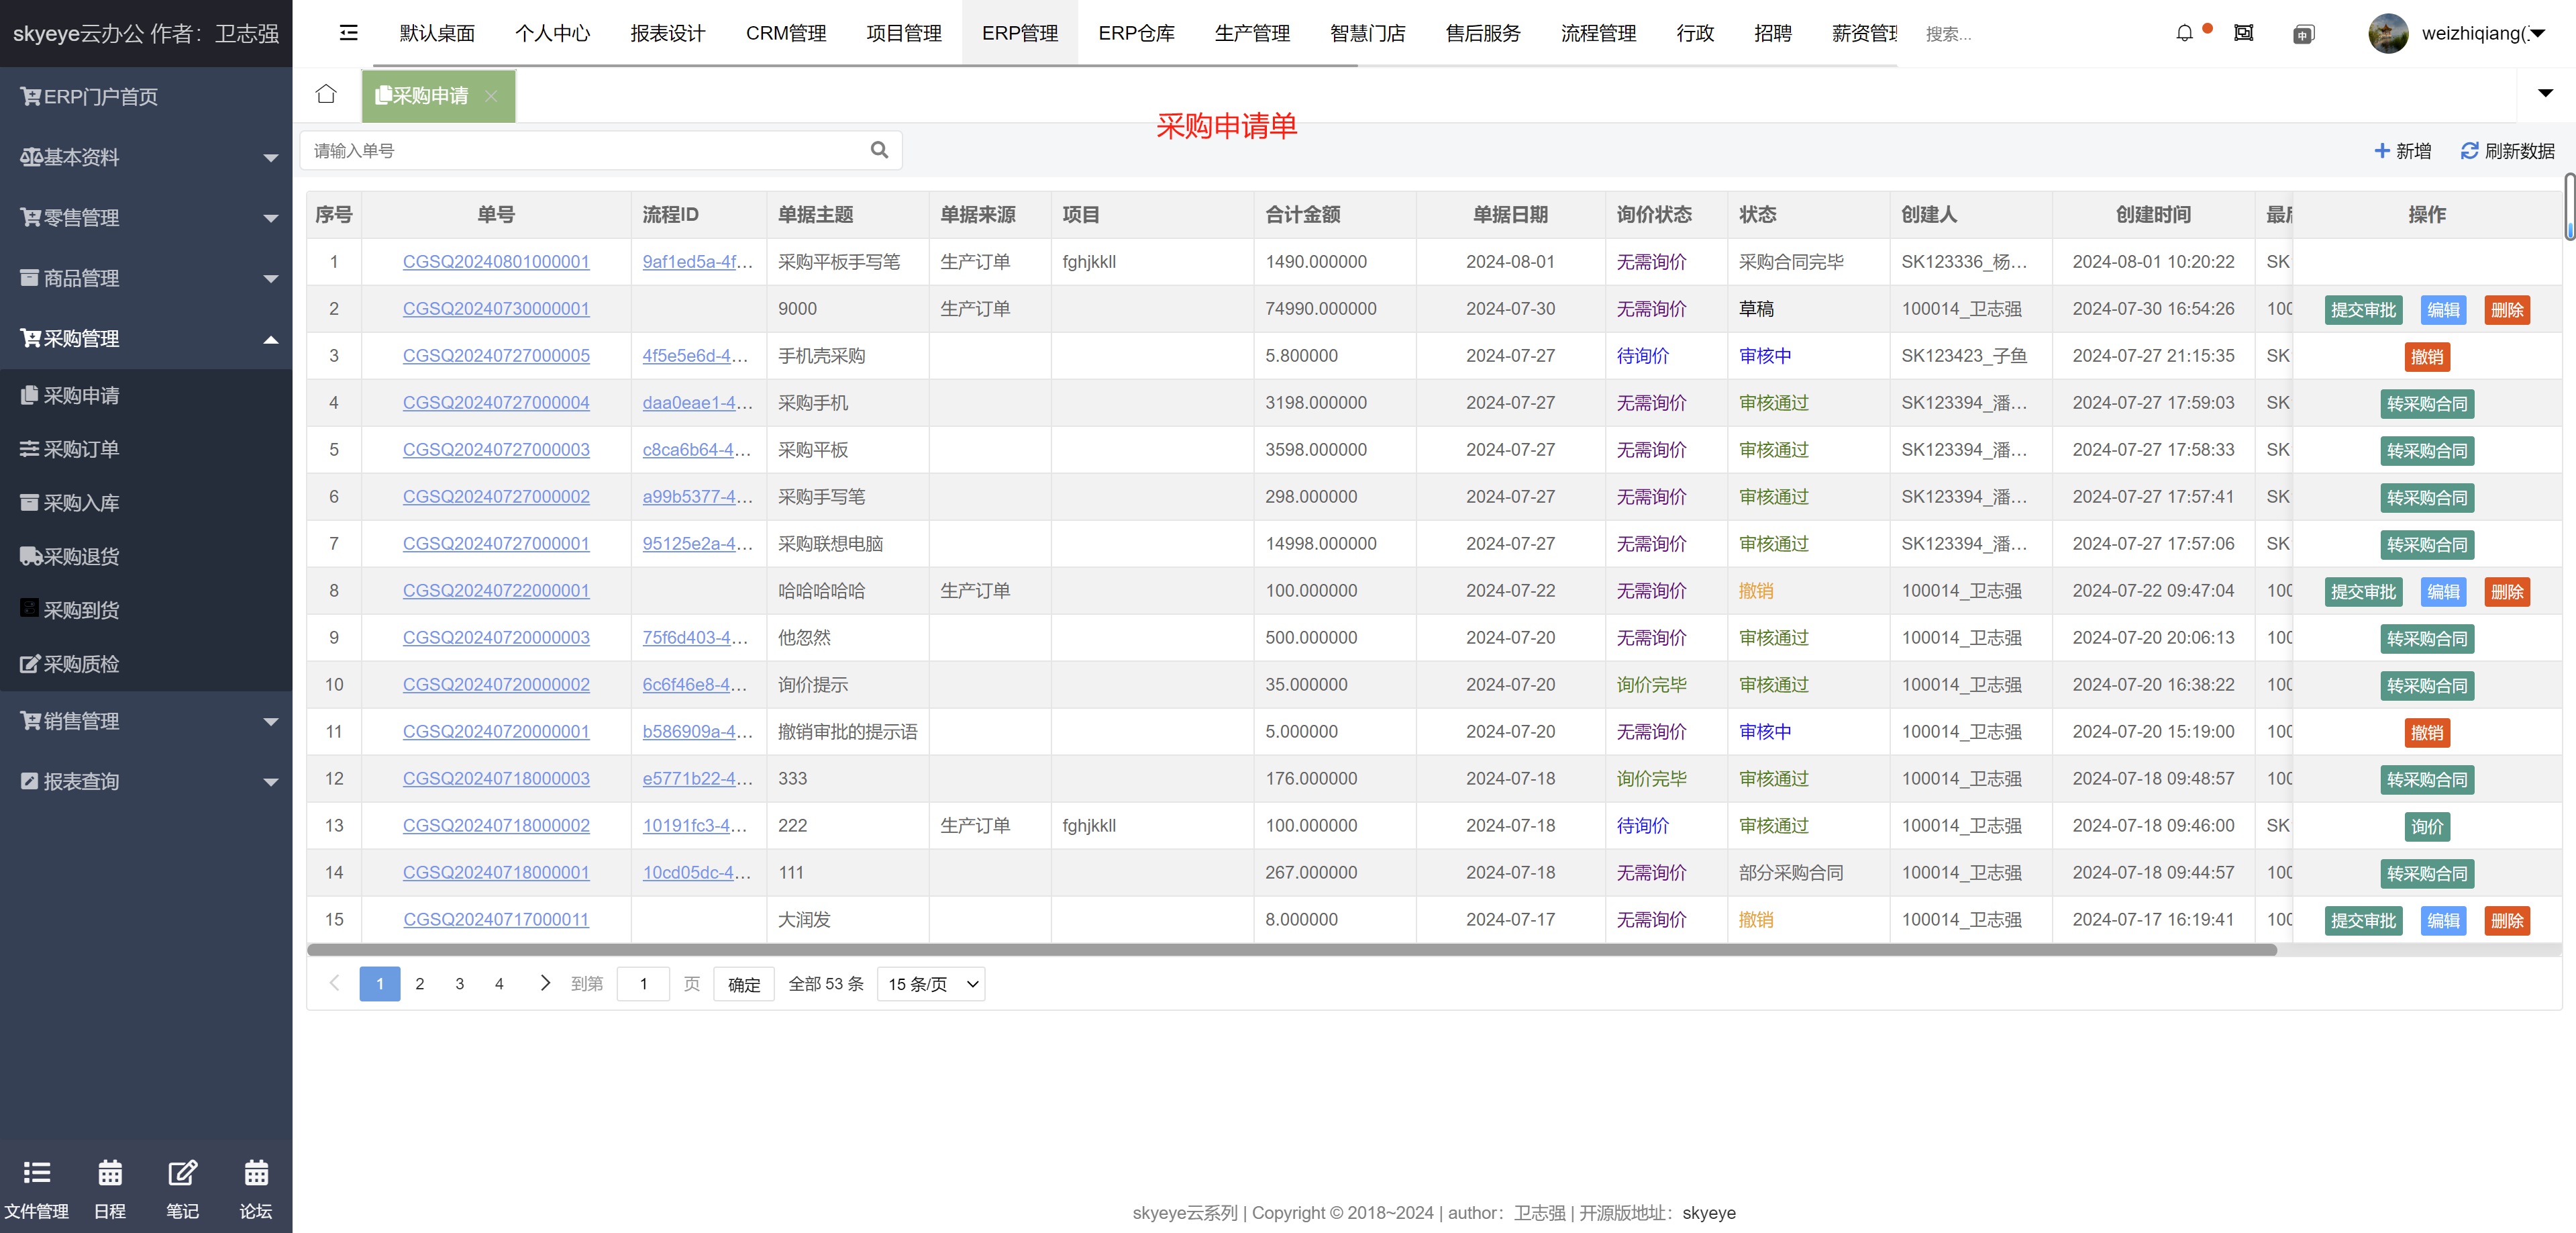 skyeye云办公 作者：卫志强
默认桌面 个人中心 报表设计 CRM管理 项目管理 ERP管理 ERP仓库 生产管理 智慧门店 售后服务 流程管理 行政 招聘 薪资管理 搜索... 中 weizhiqiang(
ERP门户首页
基本资料
零售管理
商品管理
采购管理
采购申请
采购订单
采购入库
采购退货
采购到货
采购质检
销售管理
报表查询
文件管理 日程 笔记 论坛
采购申请
采购申请单
请输入单号 新增 刷新数据
序号 单号 流程ID 单据主题 单据来源 项目 合计金额 单据日期 询价状态 状态 创建人 创建时间 最后 操作
1 CGSQ20240801000001 9af1ed5a-4f... 采购平板手写笔 生产订单 fghjkkll 1490.000000 2024-08-01 无需询价 采购合同完毕 SK123336_杨... 2024-08-01 10:20:22 SK
2 CGSQ20240730000001 9000 生产订单 74990.000000 2024-07-30 无需询价 草稿 100014_卫志强 2024-07-30 16:54:26 100 提交审批 编辑 删除
3 CGSQ20240727000005 4f5e5e6d-4... 手机壳采购 5.800000 2024-07-27 待询价 审核中 SK123423_子鱼 2024-07-27 21:15:35 SK 撤销
4 CGSQ20240727000004 daa0eae1-4... 采购手机 3198.000000 2024-07-27 无需询价 审核通过 SK123394_潘... 2024-07-27 17:59:03 SK 转采购合同
5 CGSQ20240727000003 c8ca6b64-4... 采购平板 3598.000000 2024-07-27 无需询价 审核通过 SK123394_潘... 2024-07-27 17:58:33 SK 转采购合同
6 CGSQ20240727000002 a99b5377-4... 采购手写笔 298.000000 2024-07-27 无需询价 审核通过 SK123394_潘... 2024-07-27 17:57:41 SK 转采购合同
7 CGSQ20240727000001 95125e2a-4... 采购联想电脑 14998.000000 2024-07-27 无需询价 审核通过 SK123394_潘... 2024-07-27 17:57:06 SK 转采购合同
8 CGSQ20240722000001 哈哈哈哈哈 生产订单 100.000000 2024-07-22 无需询价 撤销 100014_卫志强 2024-07-22 09:47:04 100 提交审批 编辑 删除
9 CGSQ20240720000003 75f6d403-4... 他忽然 500.000000 2024-07-20 无需询价 审核通过 100014_卫志强 2024-07-20 20:06:13 100 转采购合同
10 CGSQ20240720000002 6c6f46e8-4... 询价提示 35.000000 2024-07-20 询价完毕 审核通过 100014_卫志强 2024-07-20 16:38:22 100 转采购合同
11 CGSQ20240720000001 b586909a-4... 撤销审批的提示语 5.000000 2024-07-20 无需询价 审核中 100014_卫志强 2024-07-20 15:19:00 100 撤销
12 CGSQ20240718000003 e5771b22-4... 333 176.000000 2024-07-18 询价完毕 审核通过 100014_卫志强 2024-07-18 09:48:57 100 转采购合同
13 CGSQ20240718000002 10191fc3-4... 222 生产订单 fghjkkll 100.000000 2024-07-18 待询价 审核通过 100014_卫志强 2024-07-18 09:46:00 SK 询价
14 CGSQ20240718000001 10cd05dc-4... 111 267.000000 2024-07-18 无需询价 部分采购合同 100014_卫志强 2024-07-18 09:44:57 100 转采购合同
15 CGSQ20240717000011 大润发 8.000000 2024-07-17 无需询价 撤销 100014_卫志强 2024-07-17 16:19:41 100 提交审批 编辑 删除
1 2 3 4 到第 1 页 确定 全部 53 条 15 条/页
skyeye云系列 | Copyright © 2018~2024 | author：卫志强 | 开源版地址：skyeye